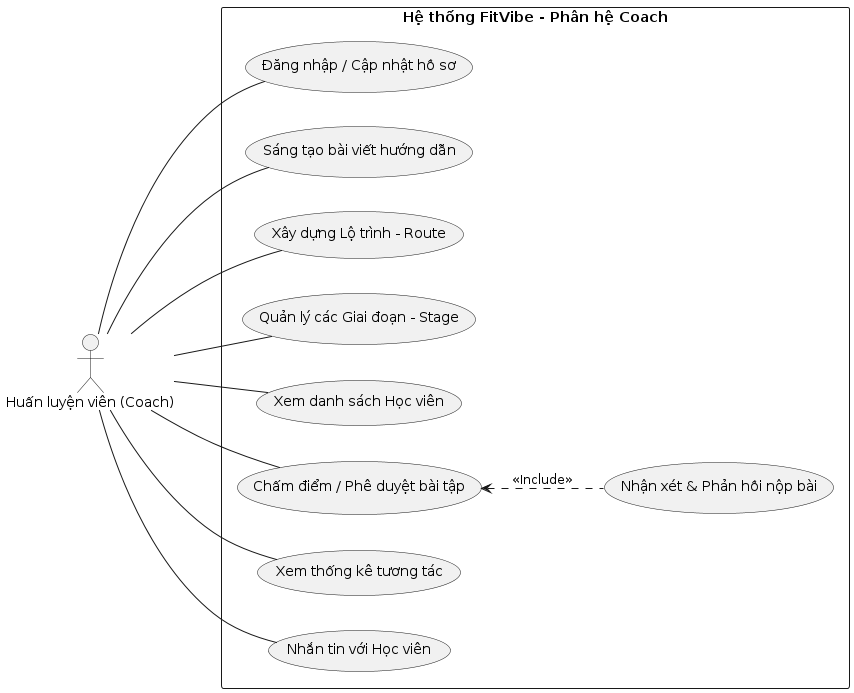 Hệ thống FitVibe - Phân hệ Coach
Đăng nhập / Cập nhật hồ sơ
Sáng tạo bài viết hướng dẫn
Xây dựng Lộ trình - Route
Quản lý các Giai đoạn - Stage
Huấn luyện viên (Coach)
Xem danh sách Học viên
Chấm điểm / Phê duyệt bài tập
«Include»
Nhận xét & Phản hồi nộp bài
Xem thống kê tương tác
Nhắn tin với Học viên